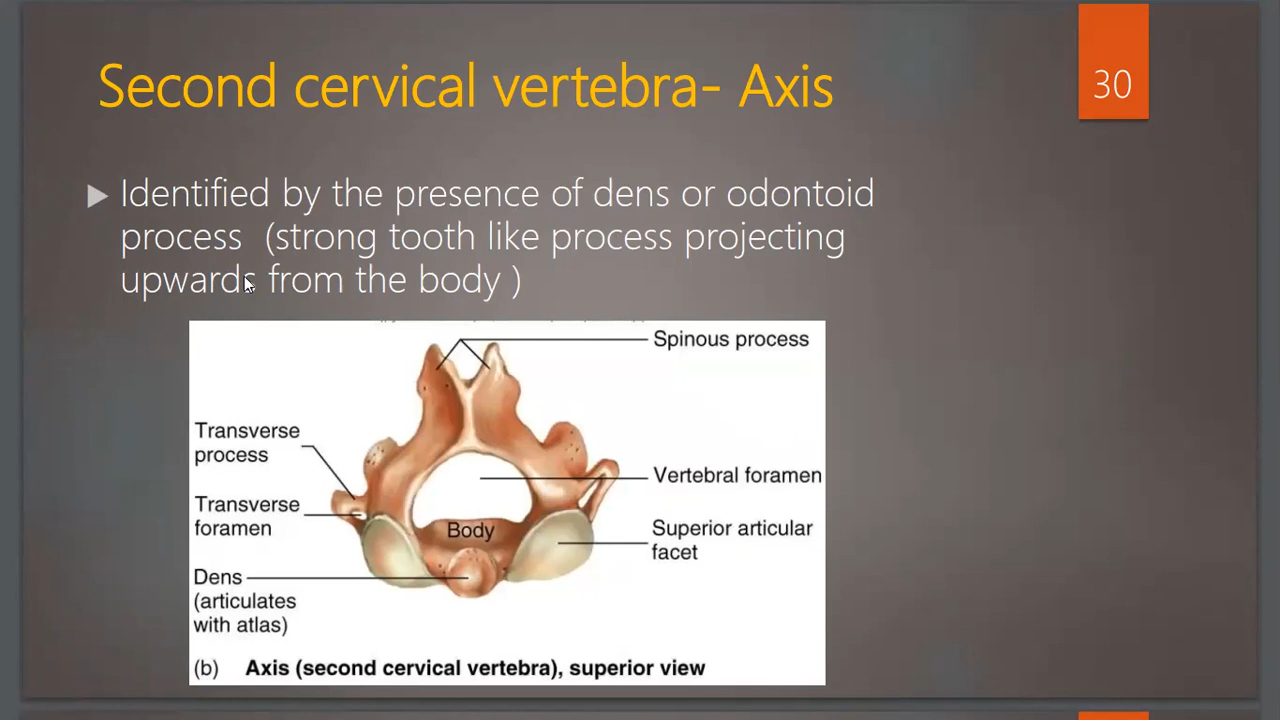 Second cervical vertebra- Axis
30
Identified by the presence of dens or odontoid
process (strong tooth like process projecting
upwards from the body )
Spinous process
Transverse
process
Vertebral foramen
Transverse
foramen
Body
Superior articular
facet
Dens
(articulates
with atlas)
(b) Axis (second cervical vertebra), superior view